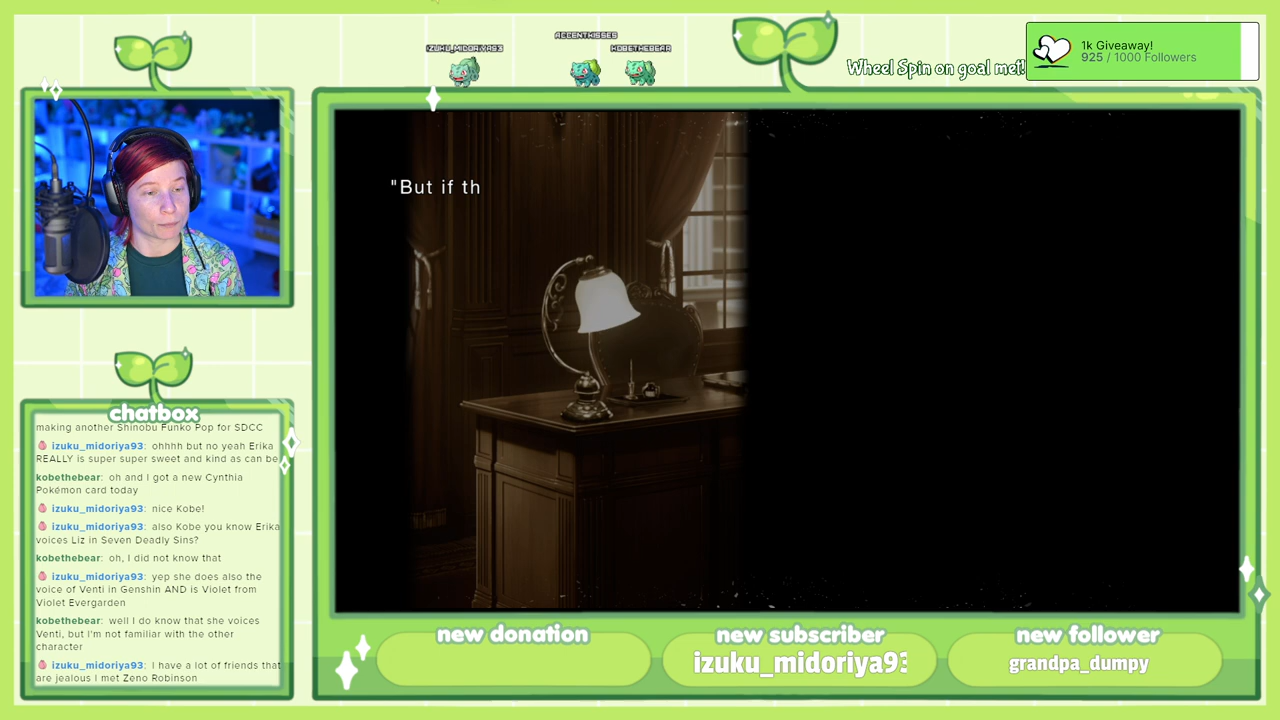 IZUKU_MIDORIYA93
ACCENTKISSES
KOBETHEBEAR
Wheel Spin on goal met!
1k Giveaway!
925 / 1000 Followers
"But if th
chatbox
making another Shinobu Funko Pop for SDCC
izuku_midoriya93: ohhhh but no yeah Erika
REALLY is super super sweet and kind as can be
kobethebear: oh and I got a new Cynthia
Pokémon card today
izuku_midoriya93: nice Kobe!
izuku_midoriya93: also Kobe you know Erika
voices Liz in Seven Deadly Sins?
kobethebear: oh, I did not know that
izuku_midoriya93: yep she does also the
voice of Venti in Genshin AND is Violet from
Violet Evergarden
kobethebear: well I do know that she voices
Venti, but I'm not familiar with the other
character
izuku_midoriya93: I have a lot of friends that
are jealous I met Zeno Robinson
new donation
new subscriber
izuku_midoriya93
new follower
grandpa_dumpy